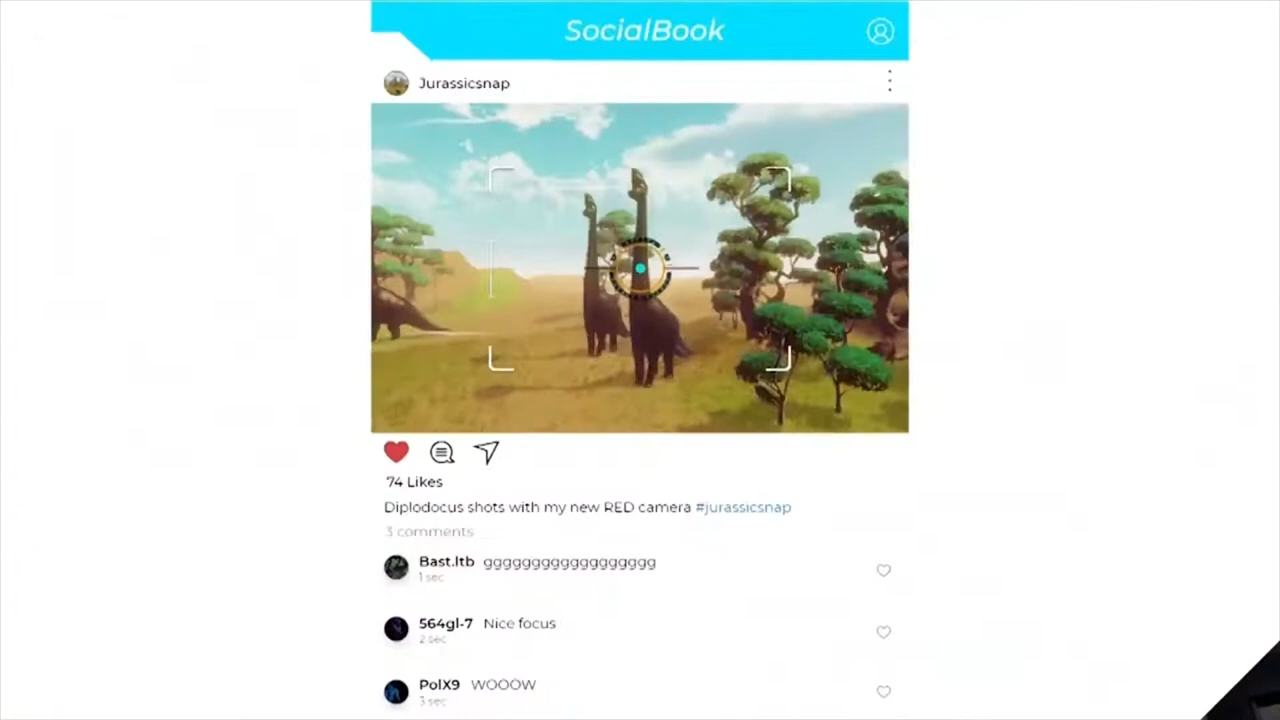 SocialBook
Jurassicsnap
74 Likes
Diplodocus shots with my new RED camera #jurassicsnap
3 comments
Bast.ltb gggggggggggggggggg
1 sec
564gl-7 Nice focus
2 sec
PolX9 WOOOW
3 sec